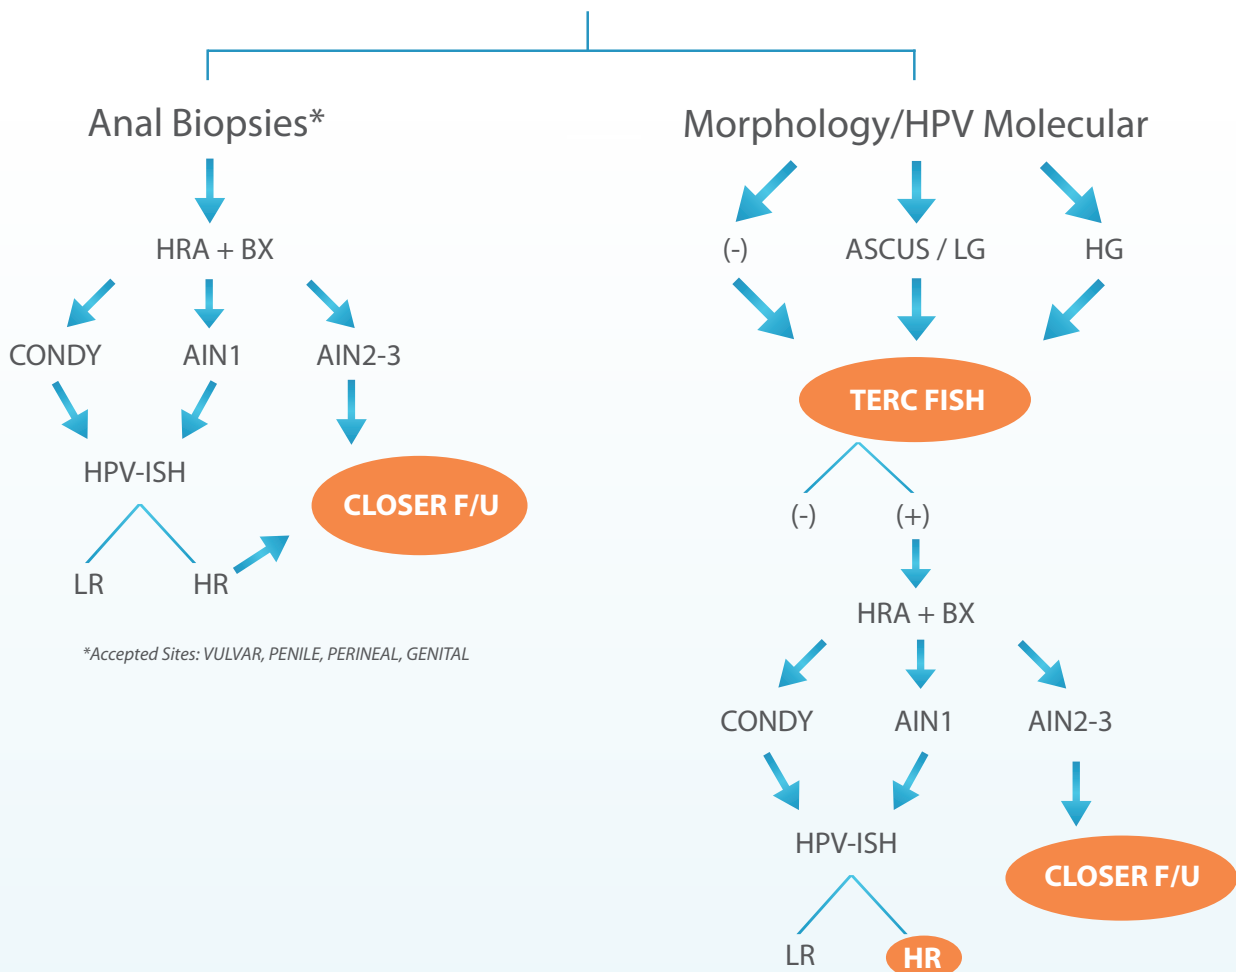 Anal Biopsies*
HRA + BX
CONDY AIN1 AIN2-3
HPV-ISH
CLOSER F/U
LR HR
*Accepted Sites: VULVAR, PENILE, PERINEAL, GENITAL
Morphology/HPV Molecular
(-) ASCUS / LG HG
TERC FISH
(-) (+)
HRA + BX
CONDY AIN1 AIN2-3
HPV-ISH
CLOSER F/U
LR HR